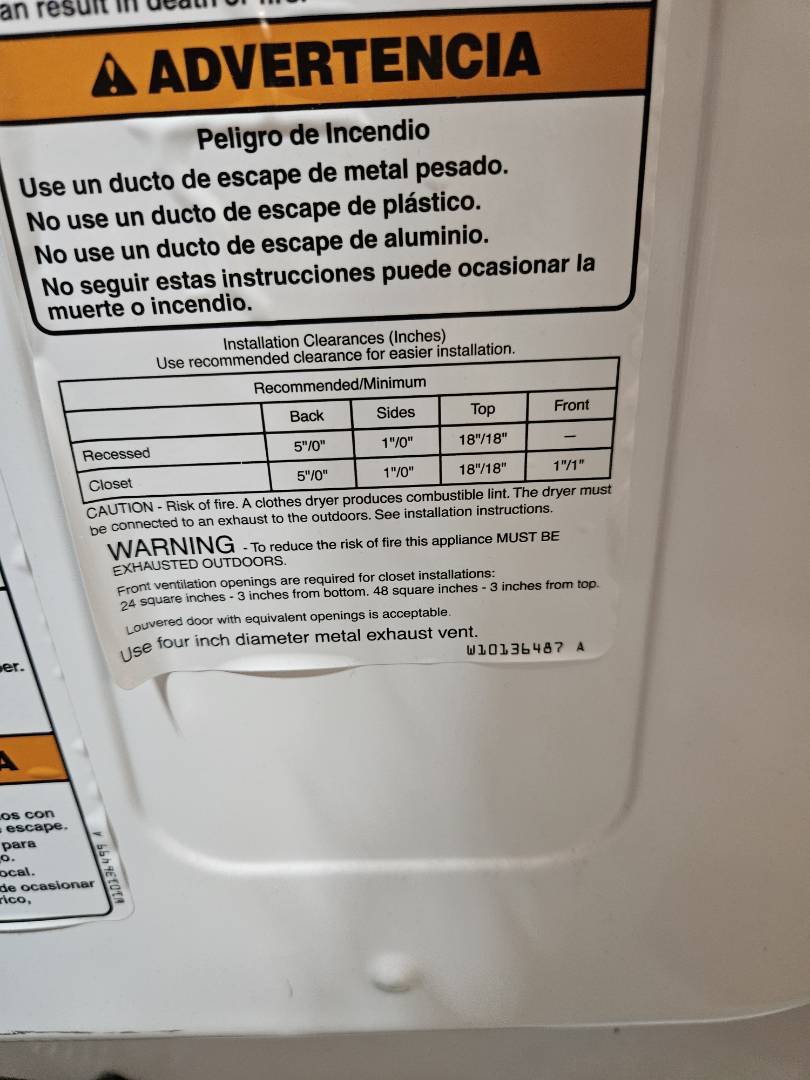 an result in death or fire.
ADVERTENCIA
Peligro de Incendio
Use un ducto de escape de metal pesado.
No use un ducto de escape de plástico.
No use un ducto de escape de aluminio.
No seguir estas instrucciones puede ocasionar la
muerte o incendio.
Installation Clearances (Inches)
Use recommended clearance for easier installation.
Recommended/Minimum
Back Sides Top Front
Recessed 5"/0" 1"/0" 18"/18" —
Closet 5"/0" 1"/0" 18"/18" 1"/1"
CAUTION - Risk of fire. A clothes dryer produces combustible lint. The dryer must
be connected to an exhaust to the outdoors. See installation instructions.
WARNING - To reduce the risk of fire this appliance MUST BE
EXHAUSTED OUTDOORS.
Front ventilation openings are required for closet installations:
24 square inches - 3 inches from bottom. 48 square inches - 3 inches from top.
Louvered door with equivalent openings is acceptable.
Use four inch diameter metal exhaust vent.
W10136487 A
er.
A
os con
escape.
para
o.
ocal.
de ocasionar
rico,